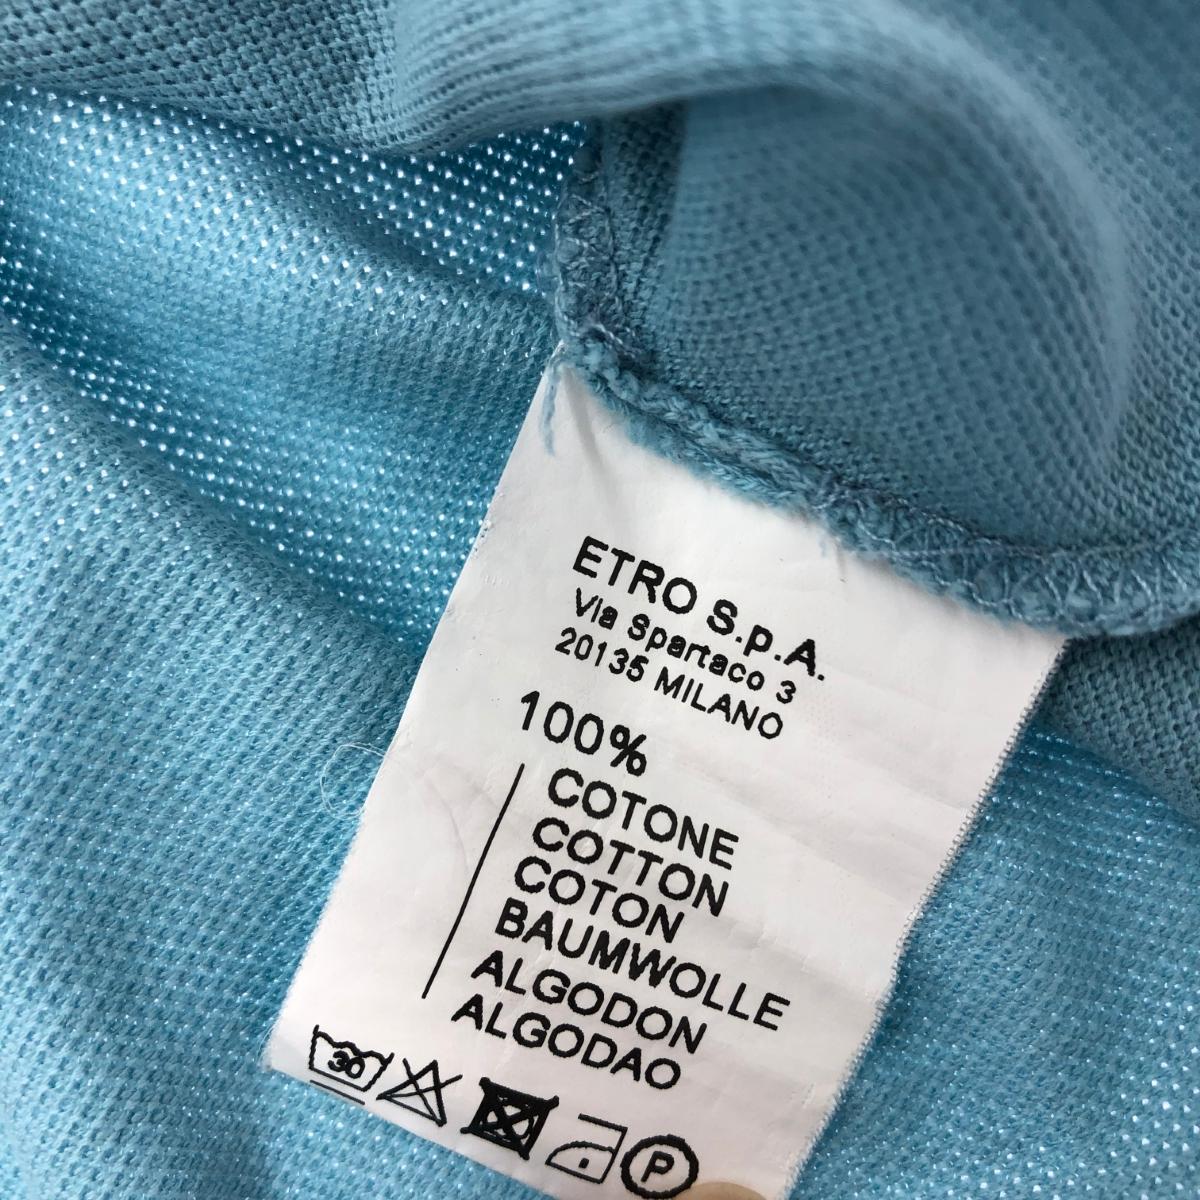 ETRO S.p.A.
Via Spartaco 3
20135 MILANO
100%
COTONE
COTTON
COTON
BAUMWOLLE
ALGODON
ALGODAO
30
P